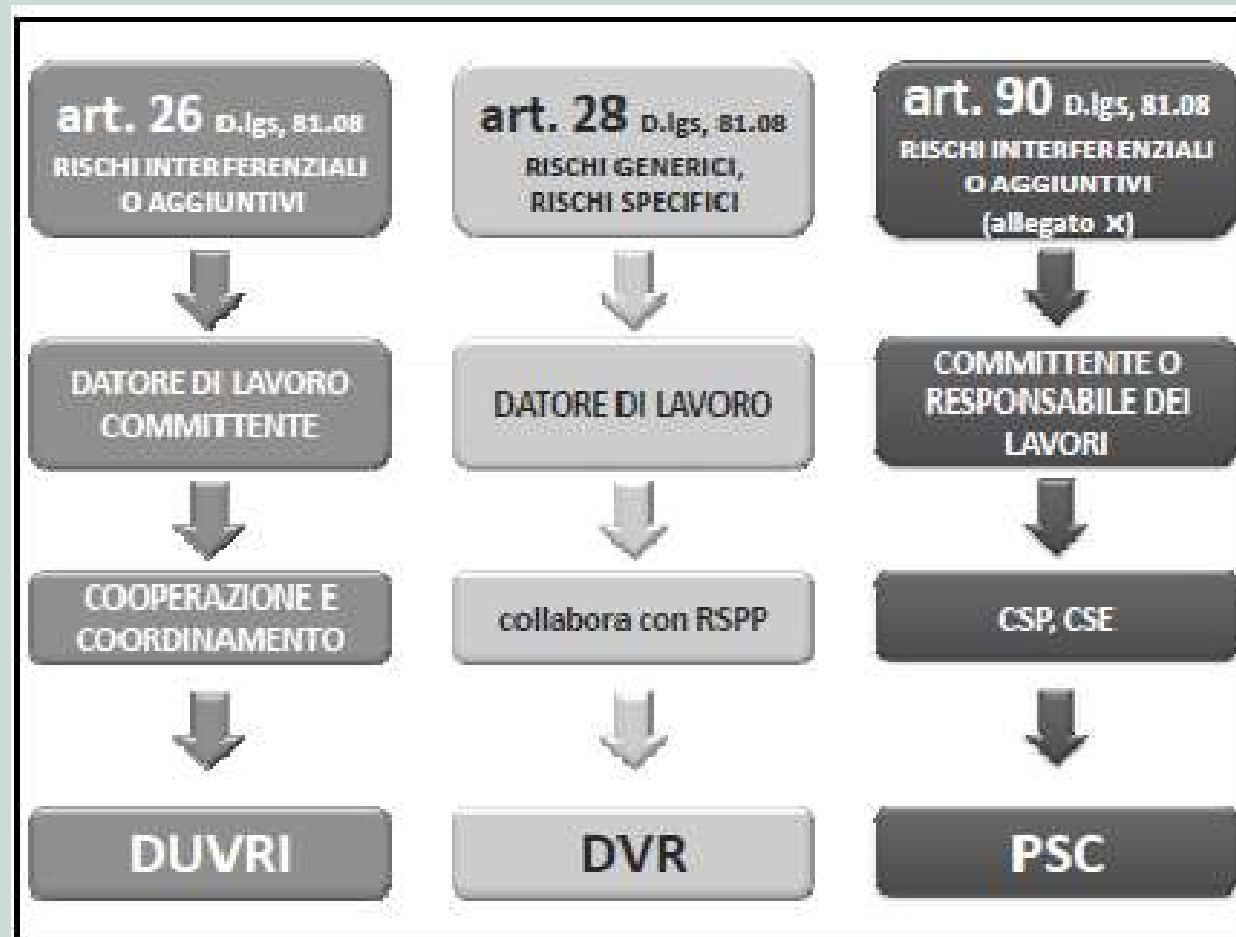 art. 26 D.lgs, 81.08
RISCHI INTERFERENZIALI
O AGGIUNTIVI
DATORE DI LAVORO
COMMITTENTE
COOPERAZIONE E
COORDINAMENTO
DUVRI
art. 28 D.lgs, 81.08
RISCHI GENERICI,
RISCHI SPECIFICI
DATORE DI LAVORO
collabora con RSPP
DVR
art. 90 D.lgs, 81.08
RISCHI INTERFERENZIALI
O AGGIUNTIVI
(allegato X)
COMMITTENTE O
RESPONSABILE DEI
LAVORI
CSP, CSE
PSC